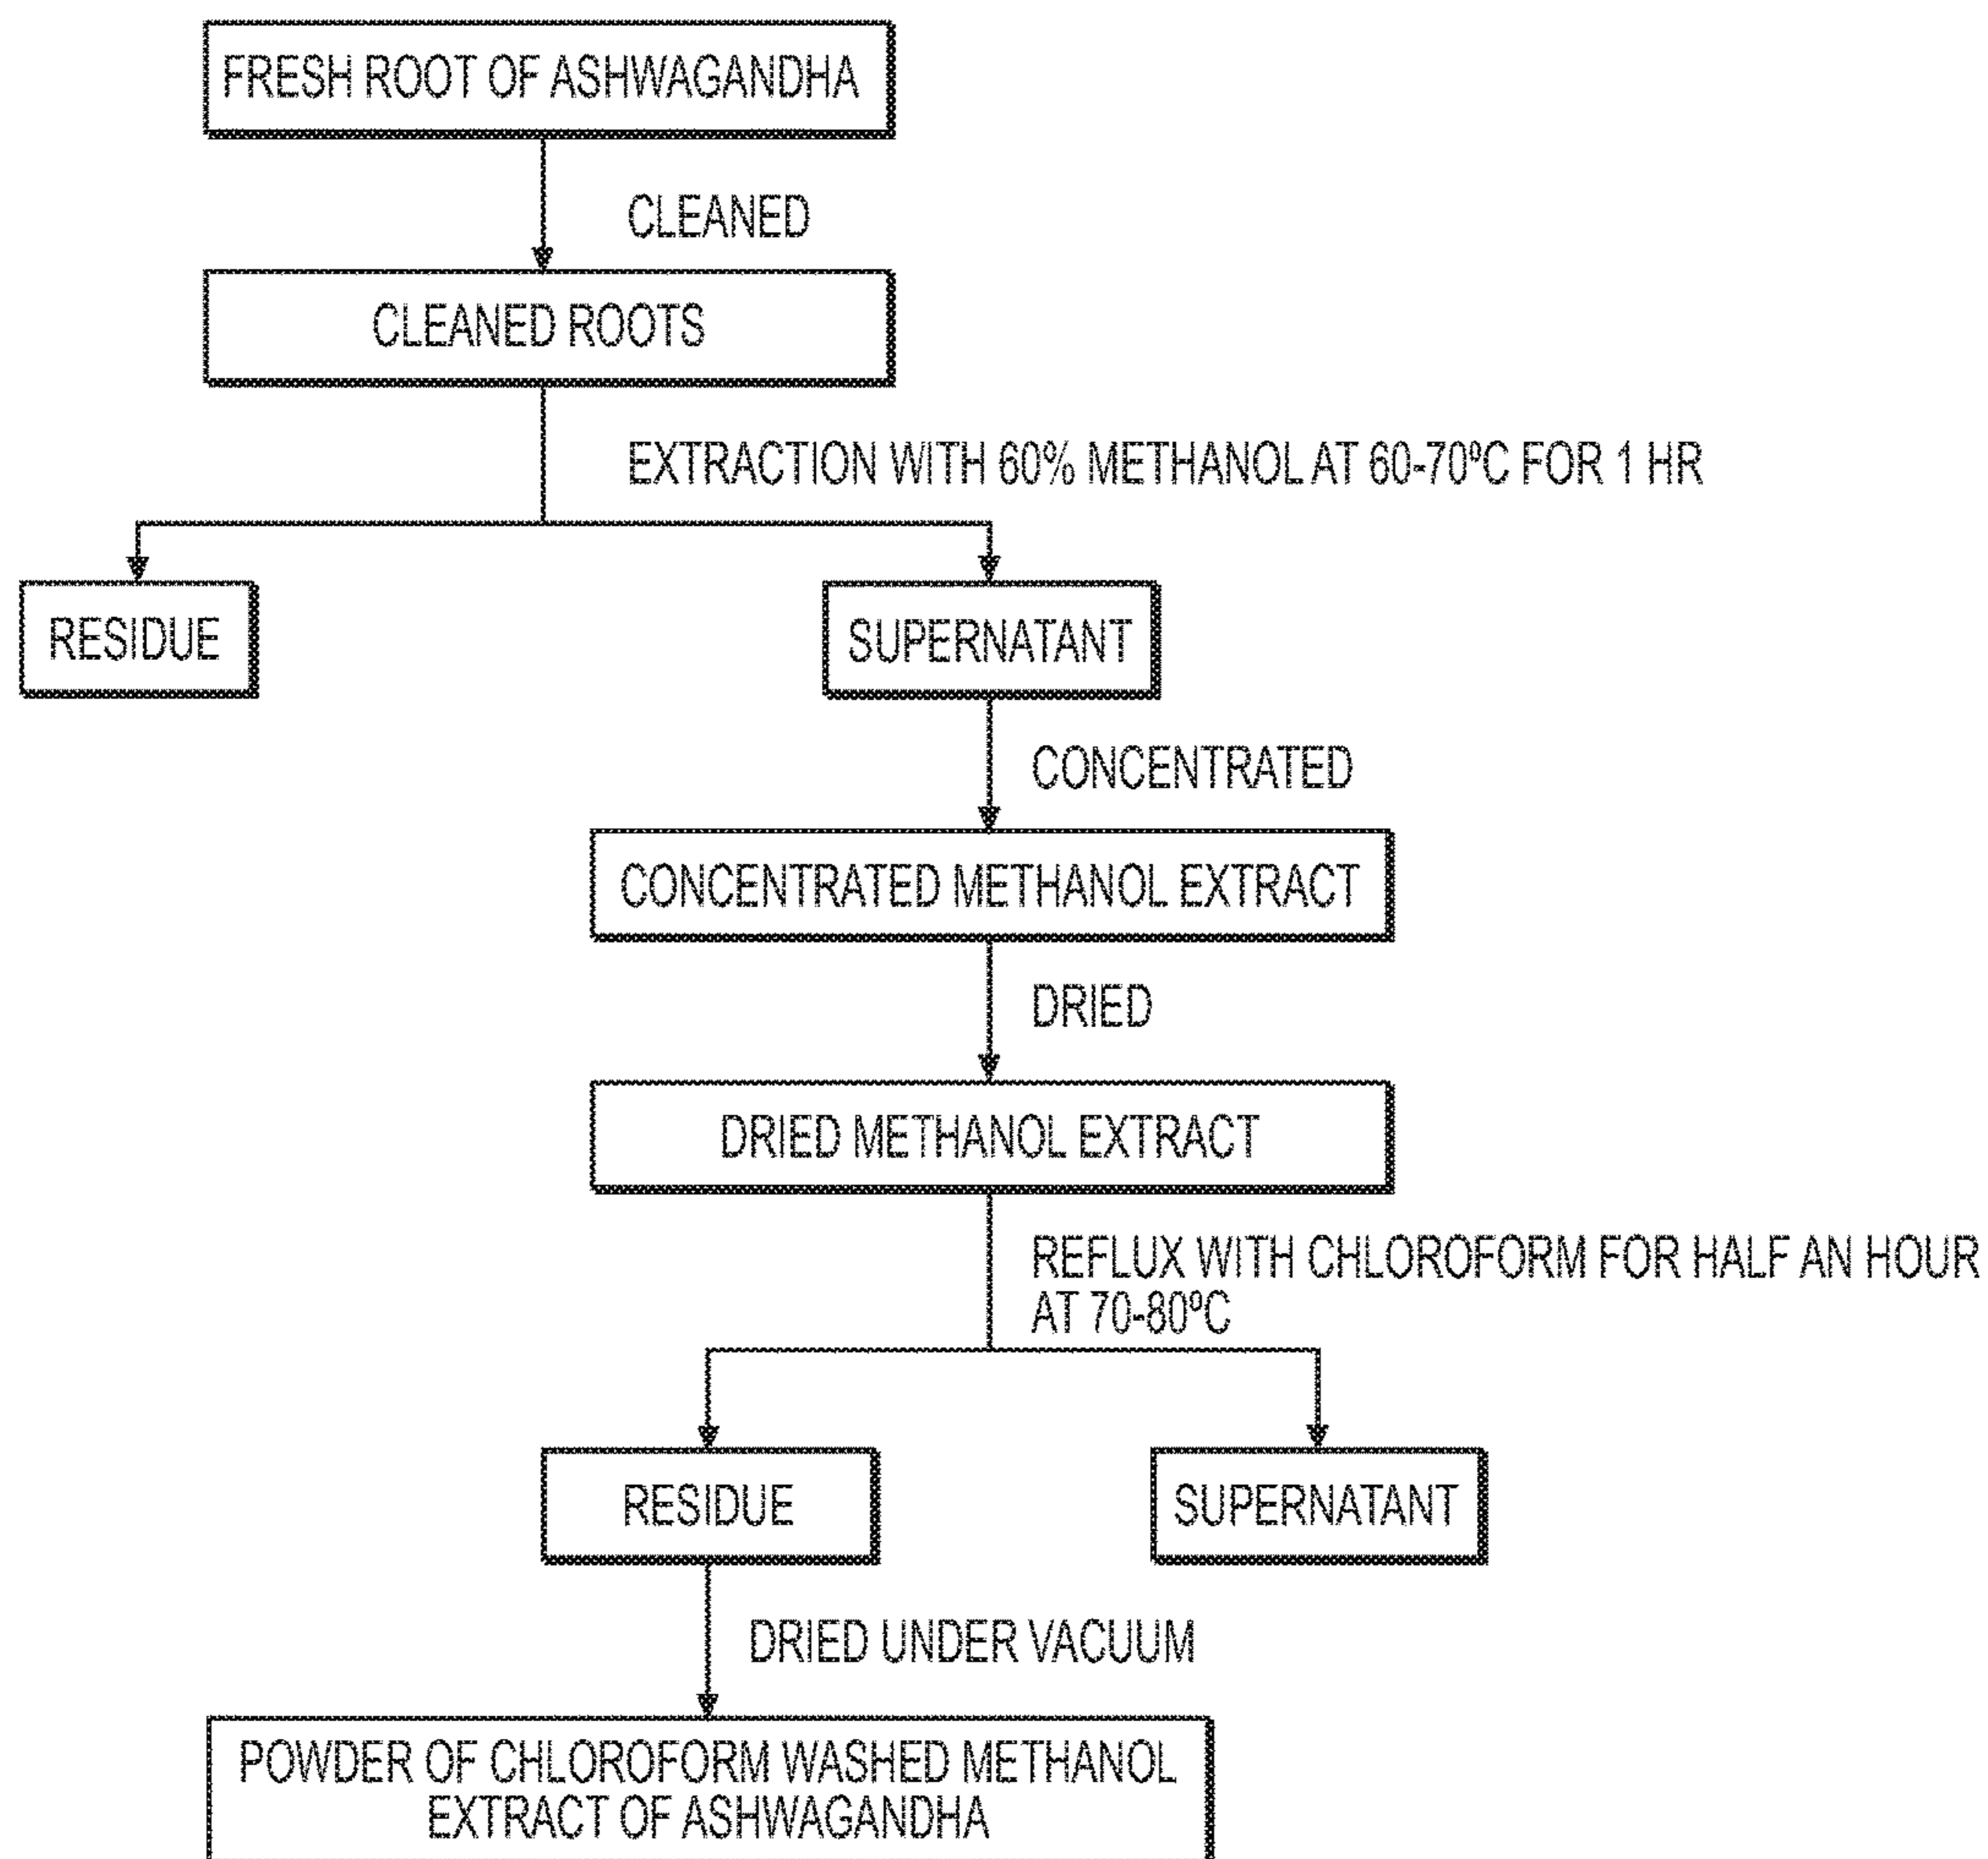 FRESH ROOT OF ASHWAGANDHA
CLEANED
CLEANED ROOTS
EXTRACTION WITH 60% METHANOL AT 60-70ºC FOR 1 HR
RESIDUE
SUPERNATANT
CONCENTRATED
CONCENTRATED METHANOL EXTRACT
DRIED
DRIED METHANOL EXTRACT
REFLUX WITH CHLOROFORM FOR HALF AN HOUR
AT 70-80ºC
RESIDUE
SUPERNATANT
DRIED UNDER VACUUM
POWDER OF CHLOROFORM WASHED METHANOL
EXTRACT OF ASHWAGANDHA